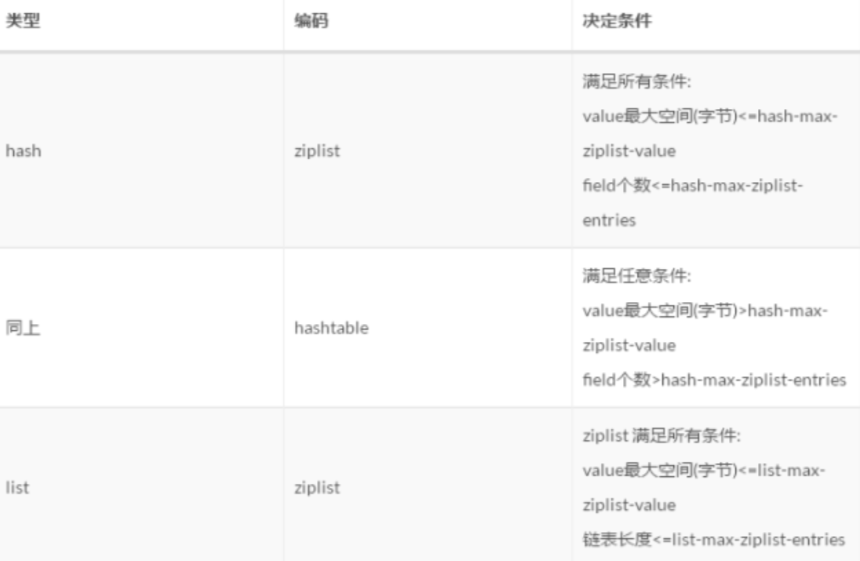 类型 编码 决定条件
满足所有条件:
value最大空间(字节)<=hash-max-
hash ziplist ziplist-value
field个数<=hash-max-ziplist-
entries
满足任意条件:
value最大空间(字节)>hash-max-
同上 hashtable ziplist-value
field个数>hash-max-ziplist-entries
ziplist 满足所有条件:
value最大空间(字节)<=list-max-
list ziplist ziplist-value
链表长度<=list-max-ziplist-entries